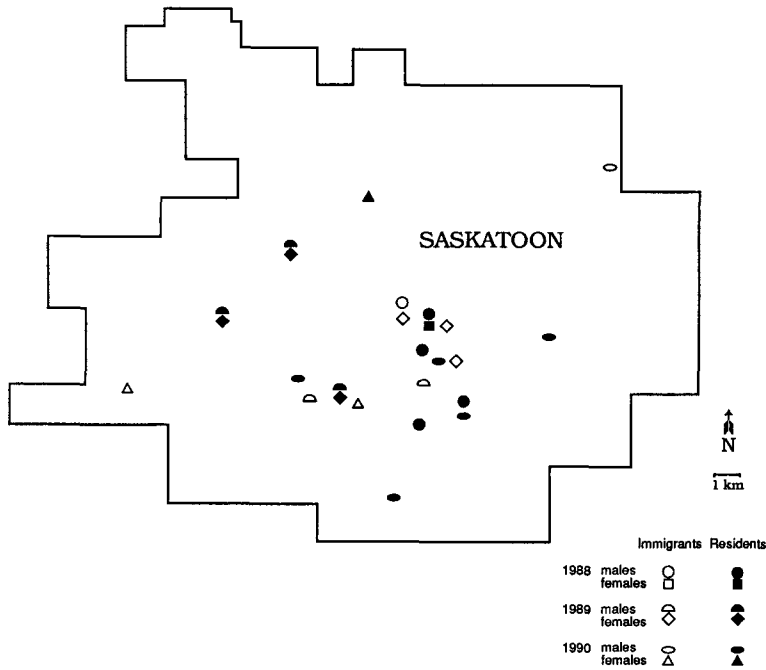 SASKATOON
N
1 km
Immigrants Residents
1988 males
females
1989 males
females
1990 males
females